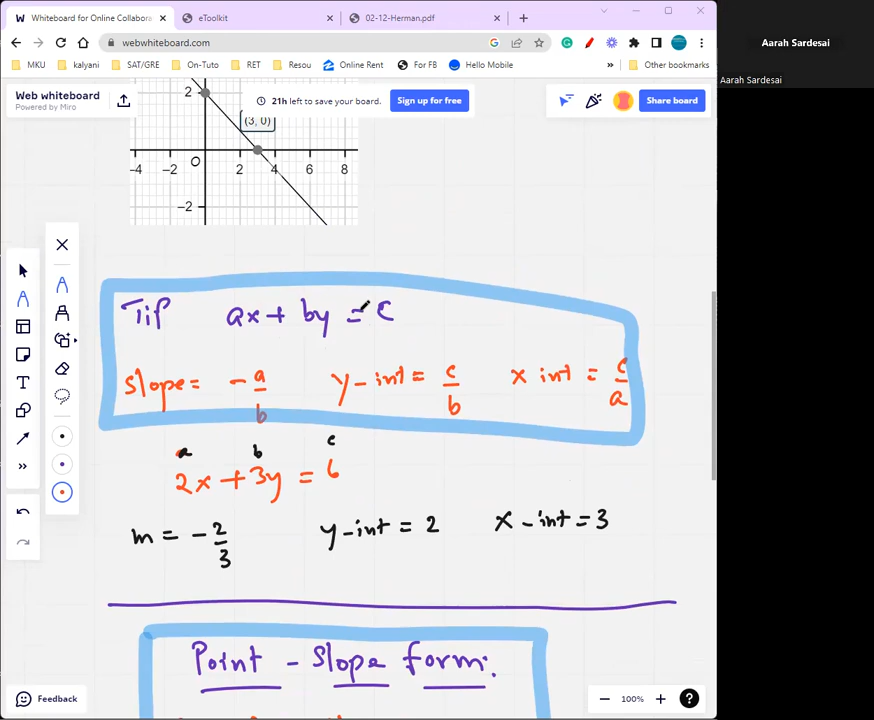 Whiteboard for Online Collabora
eToolkit
02-12-Herman.pdf
webwhiteboard.com
MKU
kalyani
SAT/GRE
On-Tuto
RET
Resou
Online Rent
For FB
Hello Mobile
Other bookmarks
Web whiteboard
Powered by Miro
21h left to save your board.
Sign up for free
Share board
Aarah Sardesai
Aarah Sardesai
2
(3, 0)
-4 -2 O 2 4 6 8
-2
Tip ax + by = c
Slope = -a/b y-int = c/b x int = c/a
a b c
2x + 3y = 6
m = -2/3 y-int = 2 x-int = 3
Point - Slope form.
Feedback
100%